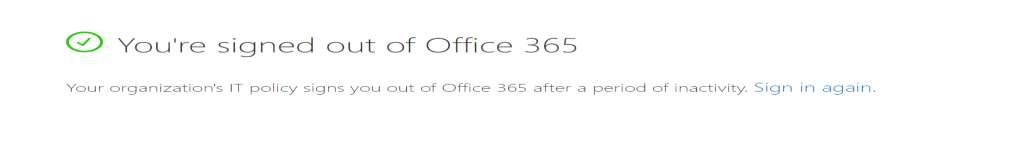 You're signed out of Office 365
Your organization's IT policy signs you out of Office 365 after a period of inactivity. Sign in again.